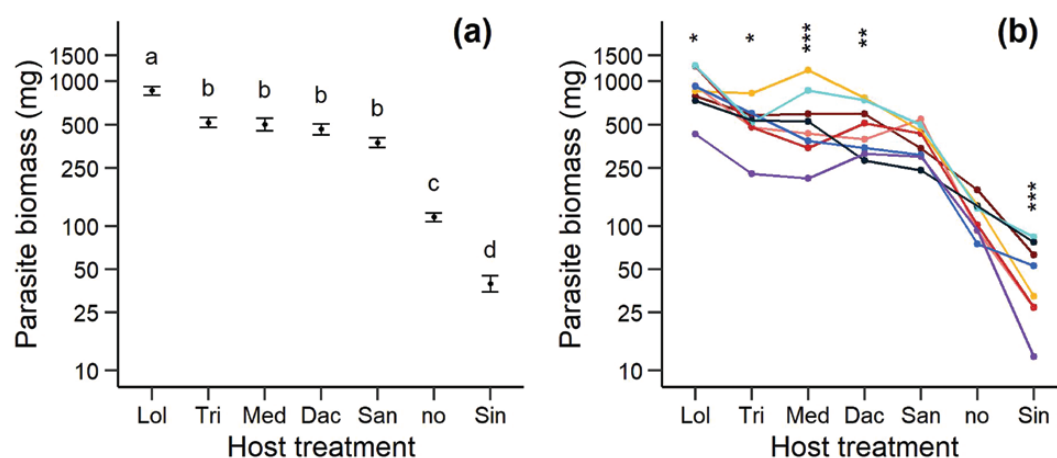 (a)
Parasite biomass (mg)
1500
1000
500
250
100
50
25
10
a
b
b
b
b
c
d
Lol Tri Med Dac San no Sin
Host treatment
(b)
Parasite biomass (mg)
1500
1000
500
250
100
50
25
10
* * *** ** ***
Lol Tri Med Dac San no Sin
Host treatment